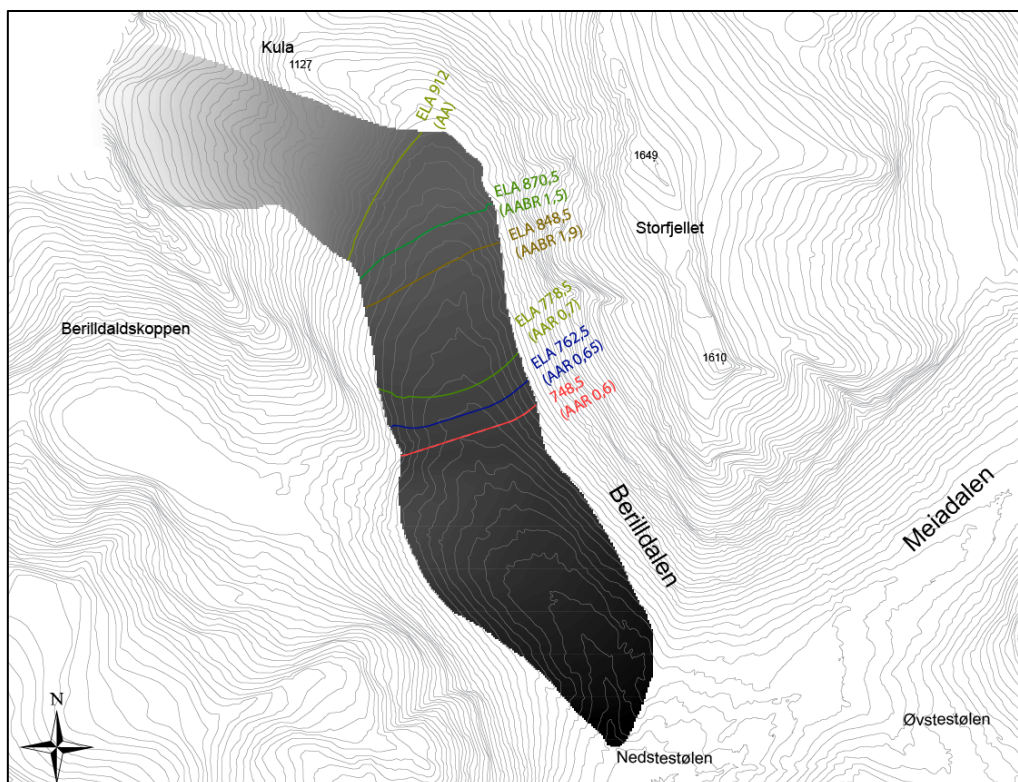 Kula
1127
ELA 912
(AA)
1649
ELA 870,5
(AABR 1,5)
ELA 848,5
(AABR 1,9)
Storfjellet
ELA 778,5
(AAR 0,7)
Berilldaldskoppen
ELA 762,5
(AAR 0,65)
1610
748,5
(AAR 0,6)
Berilldalen
Meiadalen
N
Øvstestølen
Nedstestølen